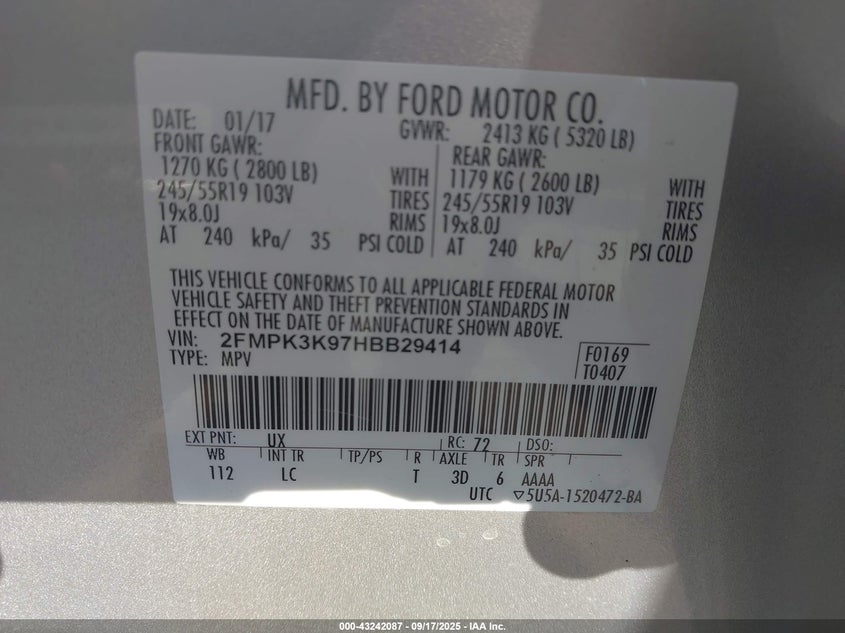 MFD. BY FORD MOTOR CO.
DATE: 01/17 GVWR: 2413 KG ( 5320 LB)
FRONT GAWR: REAR GAWR:
1270 KG ( 2800 LB) WITH 1179 KG ( 2600 LB) WITH
245/55R19 103V TIRES 245/55R19 103V TIRES
19x8.0J RIMS 19x8.0J RIMS
AT 240 kPa/ 35 PSI COLD AT 240 kPa/ 35 PSI COLD
THIS VEHICLE CONFORMS TO ALL APPLICABLE FEDERAL MOTOR
VEHICLE SAFETY AND THEFT PREVENTION STANDARDS IN
EFFECT ON THE DATE OF MANUFACTURE SHOWN ABOVE.
VIN: 2FMPK3K97HBB29414 F0169
TYPE: MPV T0407
EXT PNT: UX RC: 72 DSO:
WB INT TR TP/PS R AXLE TR SPR
112 LC T 3D 6 AAAA
UTC ▽5U5A-1520472-BA
000-43242087 - 09/17/2025 - IAA Inc.